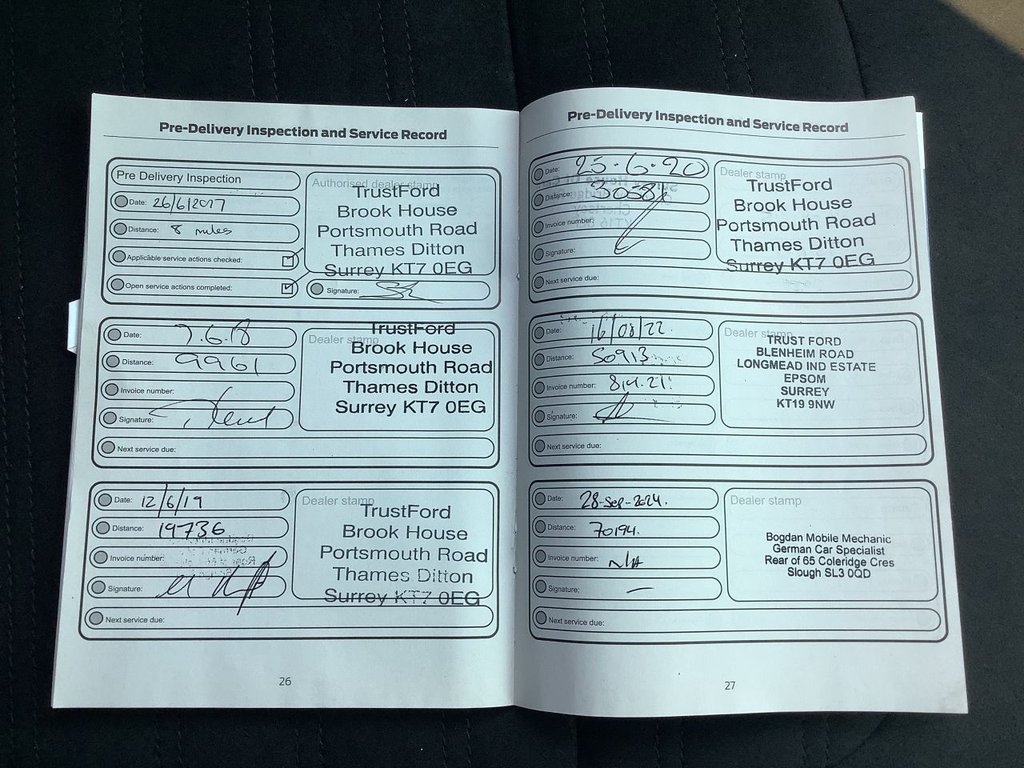 Pre-Delivery Inspection and Service Record
Pre Delivery Inspection
Date: 26/6/2017
Distance: 8 miles
Applicable service actions checked:
Open service actions completed:
Authorised dealer stamp
TrustFord
Brook House
Portsmouth Road
Thames Ditton
Surrey KT7 0EG
Signature:
Date: 7.6.18
Distance: 9961
Invoice number:
Signature:
Next service due:
Dealer stamp
TrustFord
Brook House
Portsmouth Road
Thames Ditton
Surrey KT7 0EG
Date: 12/6/19
Distance: 19736
Invoice number:
Signature:
Next service due:
Dealer stamp
TrustFord
Brook House
Portsmouth Road
Thames Ditton
Surrey KT7 0EG
26
Pre-Delivery Inspection and Service Record
Date: 25-6-20
Distance:
Invoice number:
Signature:
Next service due:
Dealer stamp
TrustFord
Brook House
Portsmouth Road
Thames Ditton
Surrey KT7 0EG
Date: 16/08/22.
Distance: 50913
Invoice number:
Signature:
Next service due:
Dealer stamp
TRUST FORD
BLENHEIM ROAD
LONGMEAD IND ESTATE
EPSOM
SURREY
KT19 9NW
Date: 28-Sep-2024.
Distance: 70194.
Invoice number: N/A
Signature: —
Next service due:
Dealer stamp
Bogdan Mobile Mechanic
German Car Specialist
Rear of 65 Coleridge Cres
Slough SL3 0QD
27